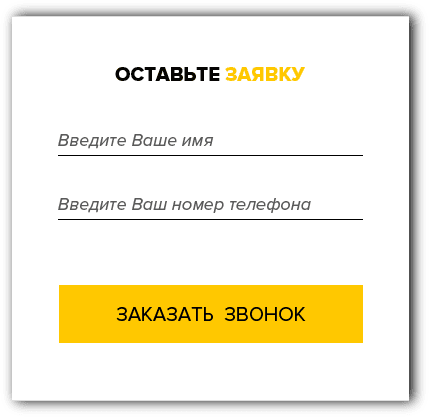 ОСТАВЬТЕ ЗАЯВКУ
Введите Ваше имя
Введите Ваш номер телефона
ЗАКАЗАТЬ ЗВОНОК